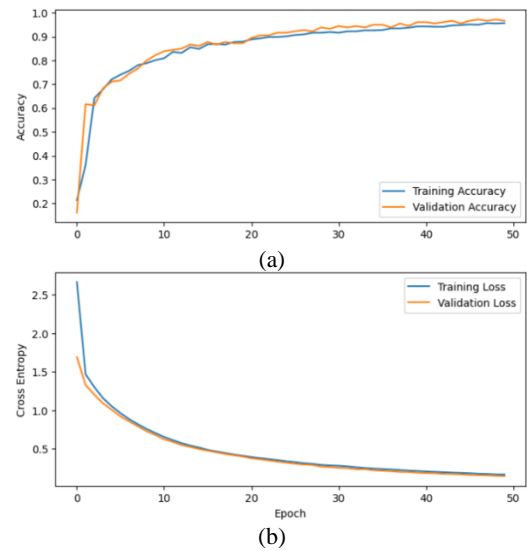 1.0
0.9
0.8
0.7
0.6
0.5
0.4
0.3
0.2
Accuracy
Training Accuracy
Validation Accuracy
0 10 20 30 40 50
(a)
Training Loss
Validation Loss
2.5
2.0
1.5
1.0
0.5
Cross Entropy
0 10 20 30 40 50
Epoch
(b)